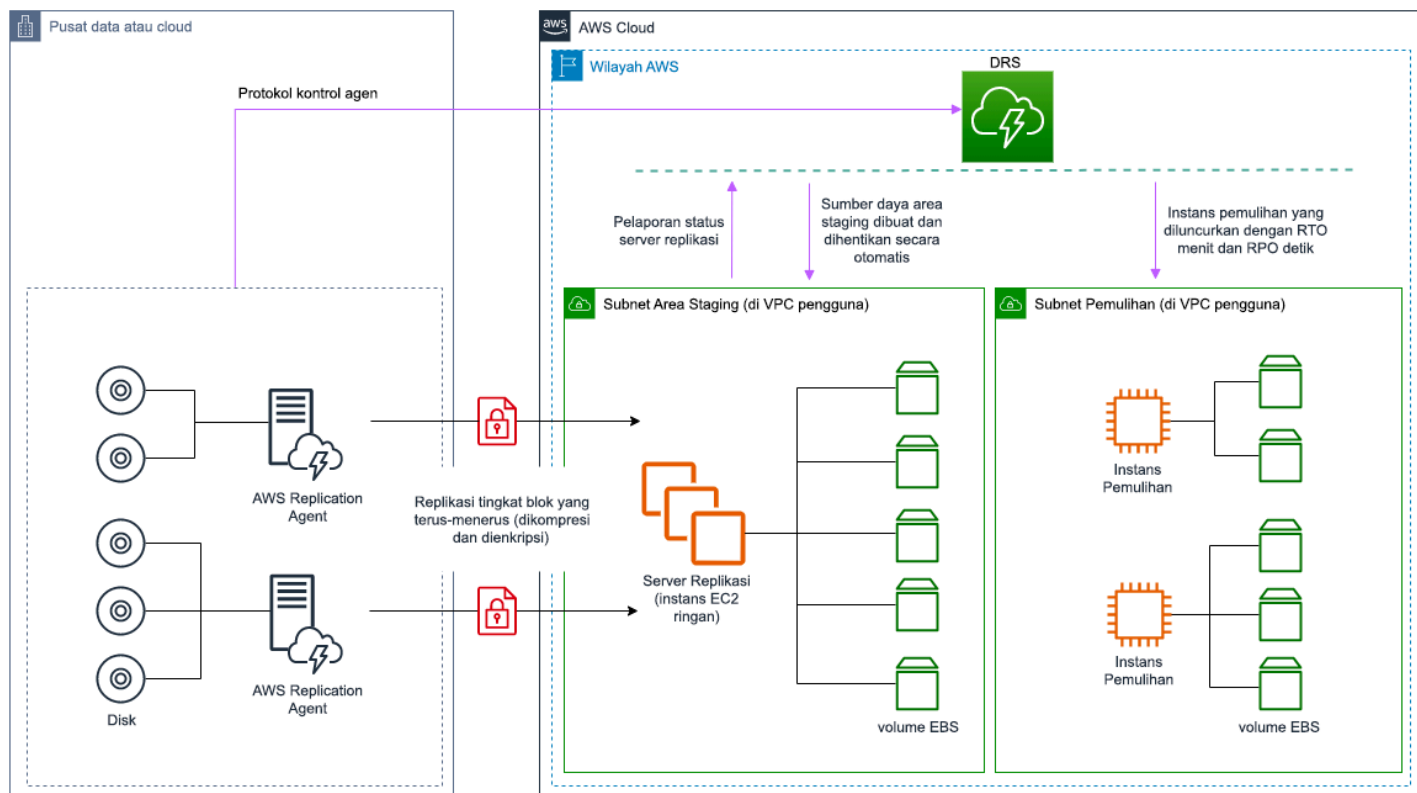 Pusat data atau cloud
aws
AWS Cloud
Wilayah AWS
DRS
Protokol kontrol agen
Pelaporan status
server replikasi
Sumber daya area
staging dibuat dan
dihentikan secara
otomatis
Instans pemulihan yang
diluncurkan dengan RTO
menit dan RPO detik
Subnet Area Staging (di VPC pengguna)
Subnet Pemulihan (di VPC pengguna)
AWS Replication
Agent
Replikasi tingkat blok yang
terus-menerus (dikompresi
dan dienkripsi)
Server Replikasi
(instans EC2
ringan)
Instans
Pemulihan
AWS Replication
Agent
Instans
Pemulihan
Disk
volume EBS
volume EBS